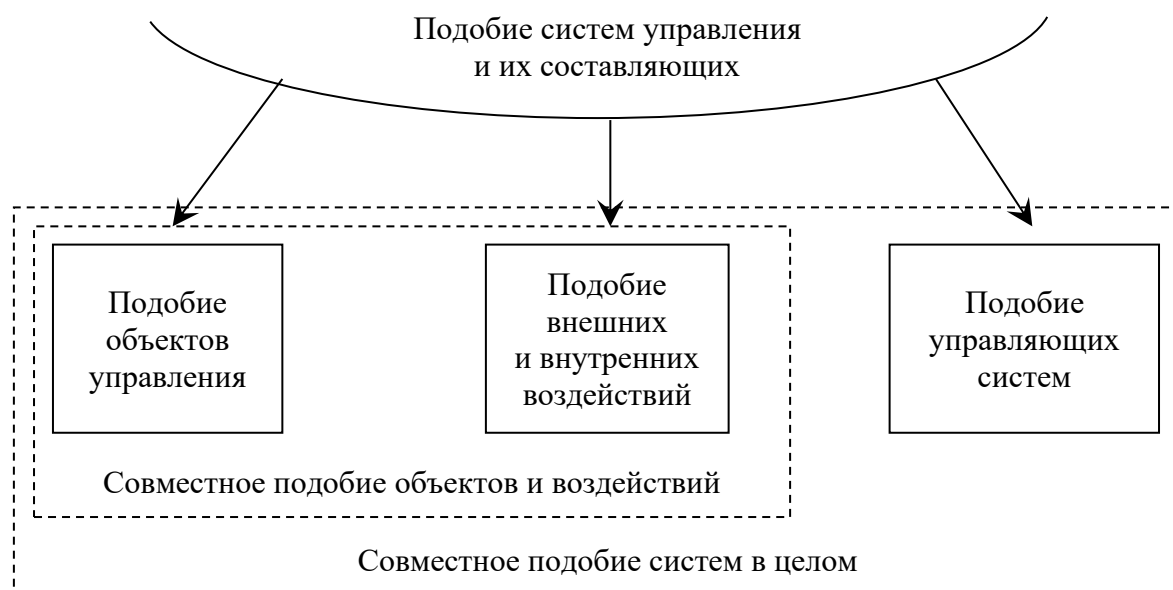 Подобие систем управления
и их составляющих
Подобие
объектов
управления
Подобие
внешних
и внутренних
воздействий
Подобие
управляющих
систем
Совместное подобие объектов и воздействий
Совместное подобие систем в целом